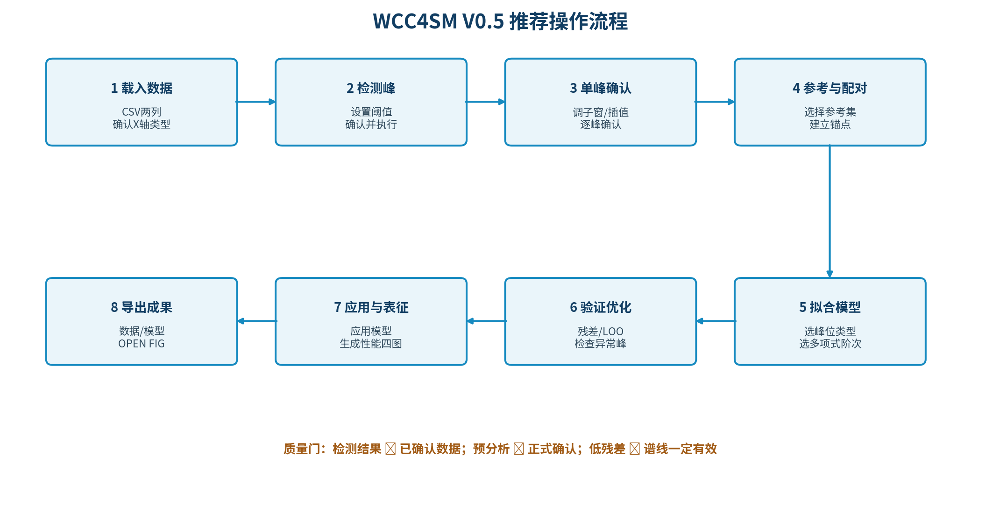 WCC4SM V0.5 推荐操作流程
1 载入数据
CSV两列
确认X轴类型
2 检测峰
设置阈值
确认并执行
3 单峰确认
调子窗/插值
逐峰确认
4 参考与配对
选择参考集
建立锚点
5 拟合模型
选峰位类型
选多项式阶次
6 验证优化
残差/LOO
检查异常峰
7 应用与表征
应用模型
生成性能四图
8 导出成果
数据/模型
OPEN FIG
质量门：检测结果 ☒ 已确认数据；预分析 ☒ 正式确认；低残差 ☒ 谱线一定有效